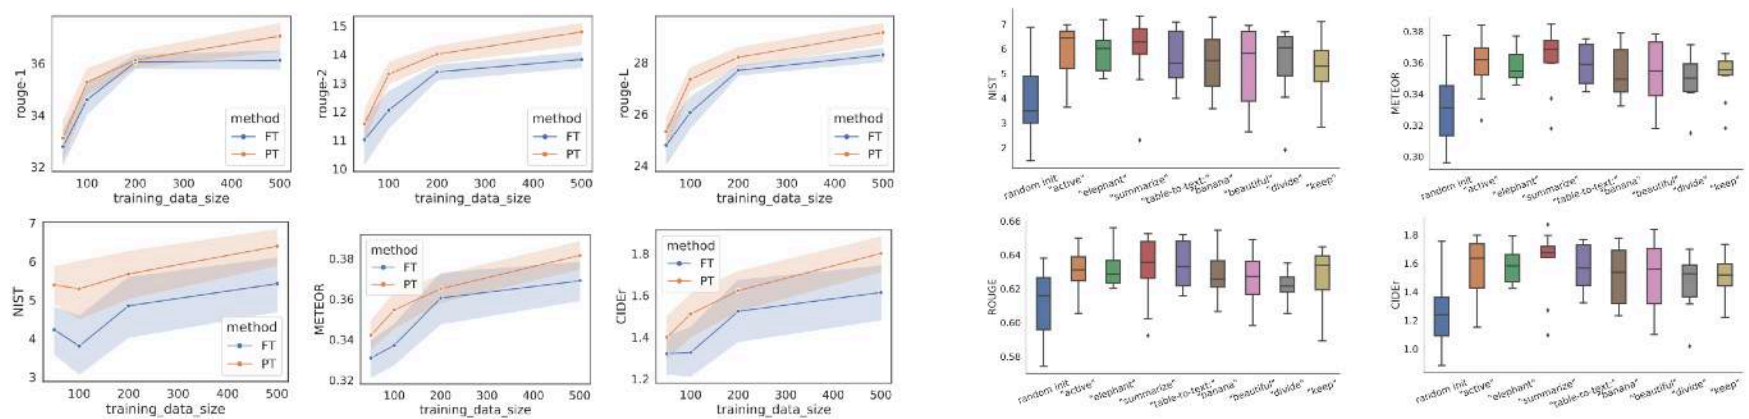 rouge-1
36
34
32
100 200 300 400 500
training_data_size
method
FT
PT
rouge-2
15
14
13
12
11
10
100 200 300 400 500
training_data_size
method
FT
PT
rouge-L
28
26
24
100 200 300 400 500
training_data_size
method
FT
PT
NIST
7
6
5
4
3
2
random init "active" "elephant" "summarize" "table-to-text:" "banana" "beautiful" "divide" "keep"
METEOR
0.38
0.36
0.34
0.32
0.30
random init "active" "elephant" "summarize" "table-to-text:" "banana" "beautiful" "divide" "keep"
NIST
7
6
5
4
3
100 200 300 400 500
training_data_size
method
FT
PT
METEOR
0.38
0.36
0.34
0.32
100 200 300 400 500
training_data_size
method
FT
PT
CIDEr
1.8
1.6
1.4
1.2
100 200 300 400 500
training_data_size
method
FT
PT
ROUGE
0.66
0.64
0.62
0.60
0.58
random init "active" "elephant" "summarize" "table-to-text:" "banana" "beautiful" "divide" "keep"
CIDEr
1.8
1.6
1.4
1.2
1.0
random init "active" "elephant" "summarize" "table-to-text:" "banana" "beautiful" "divide" "keep"